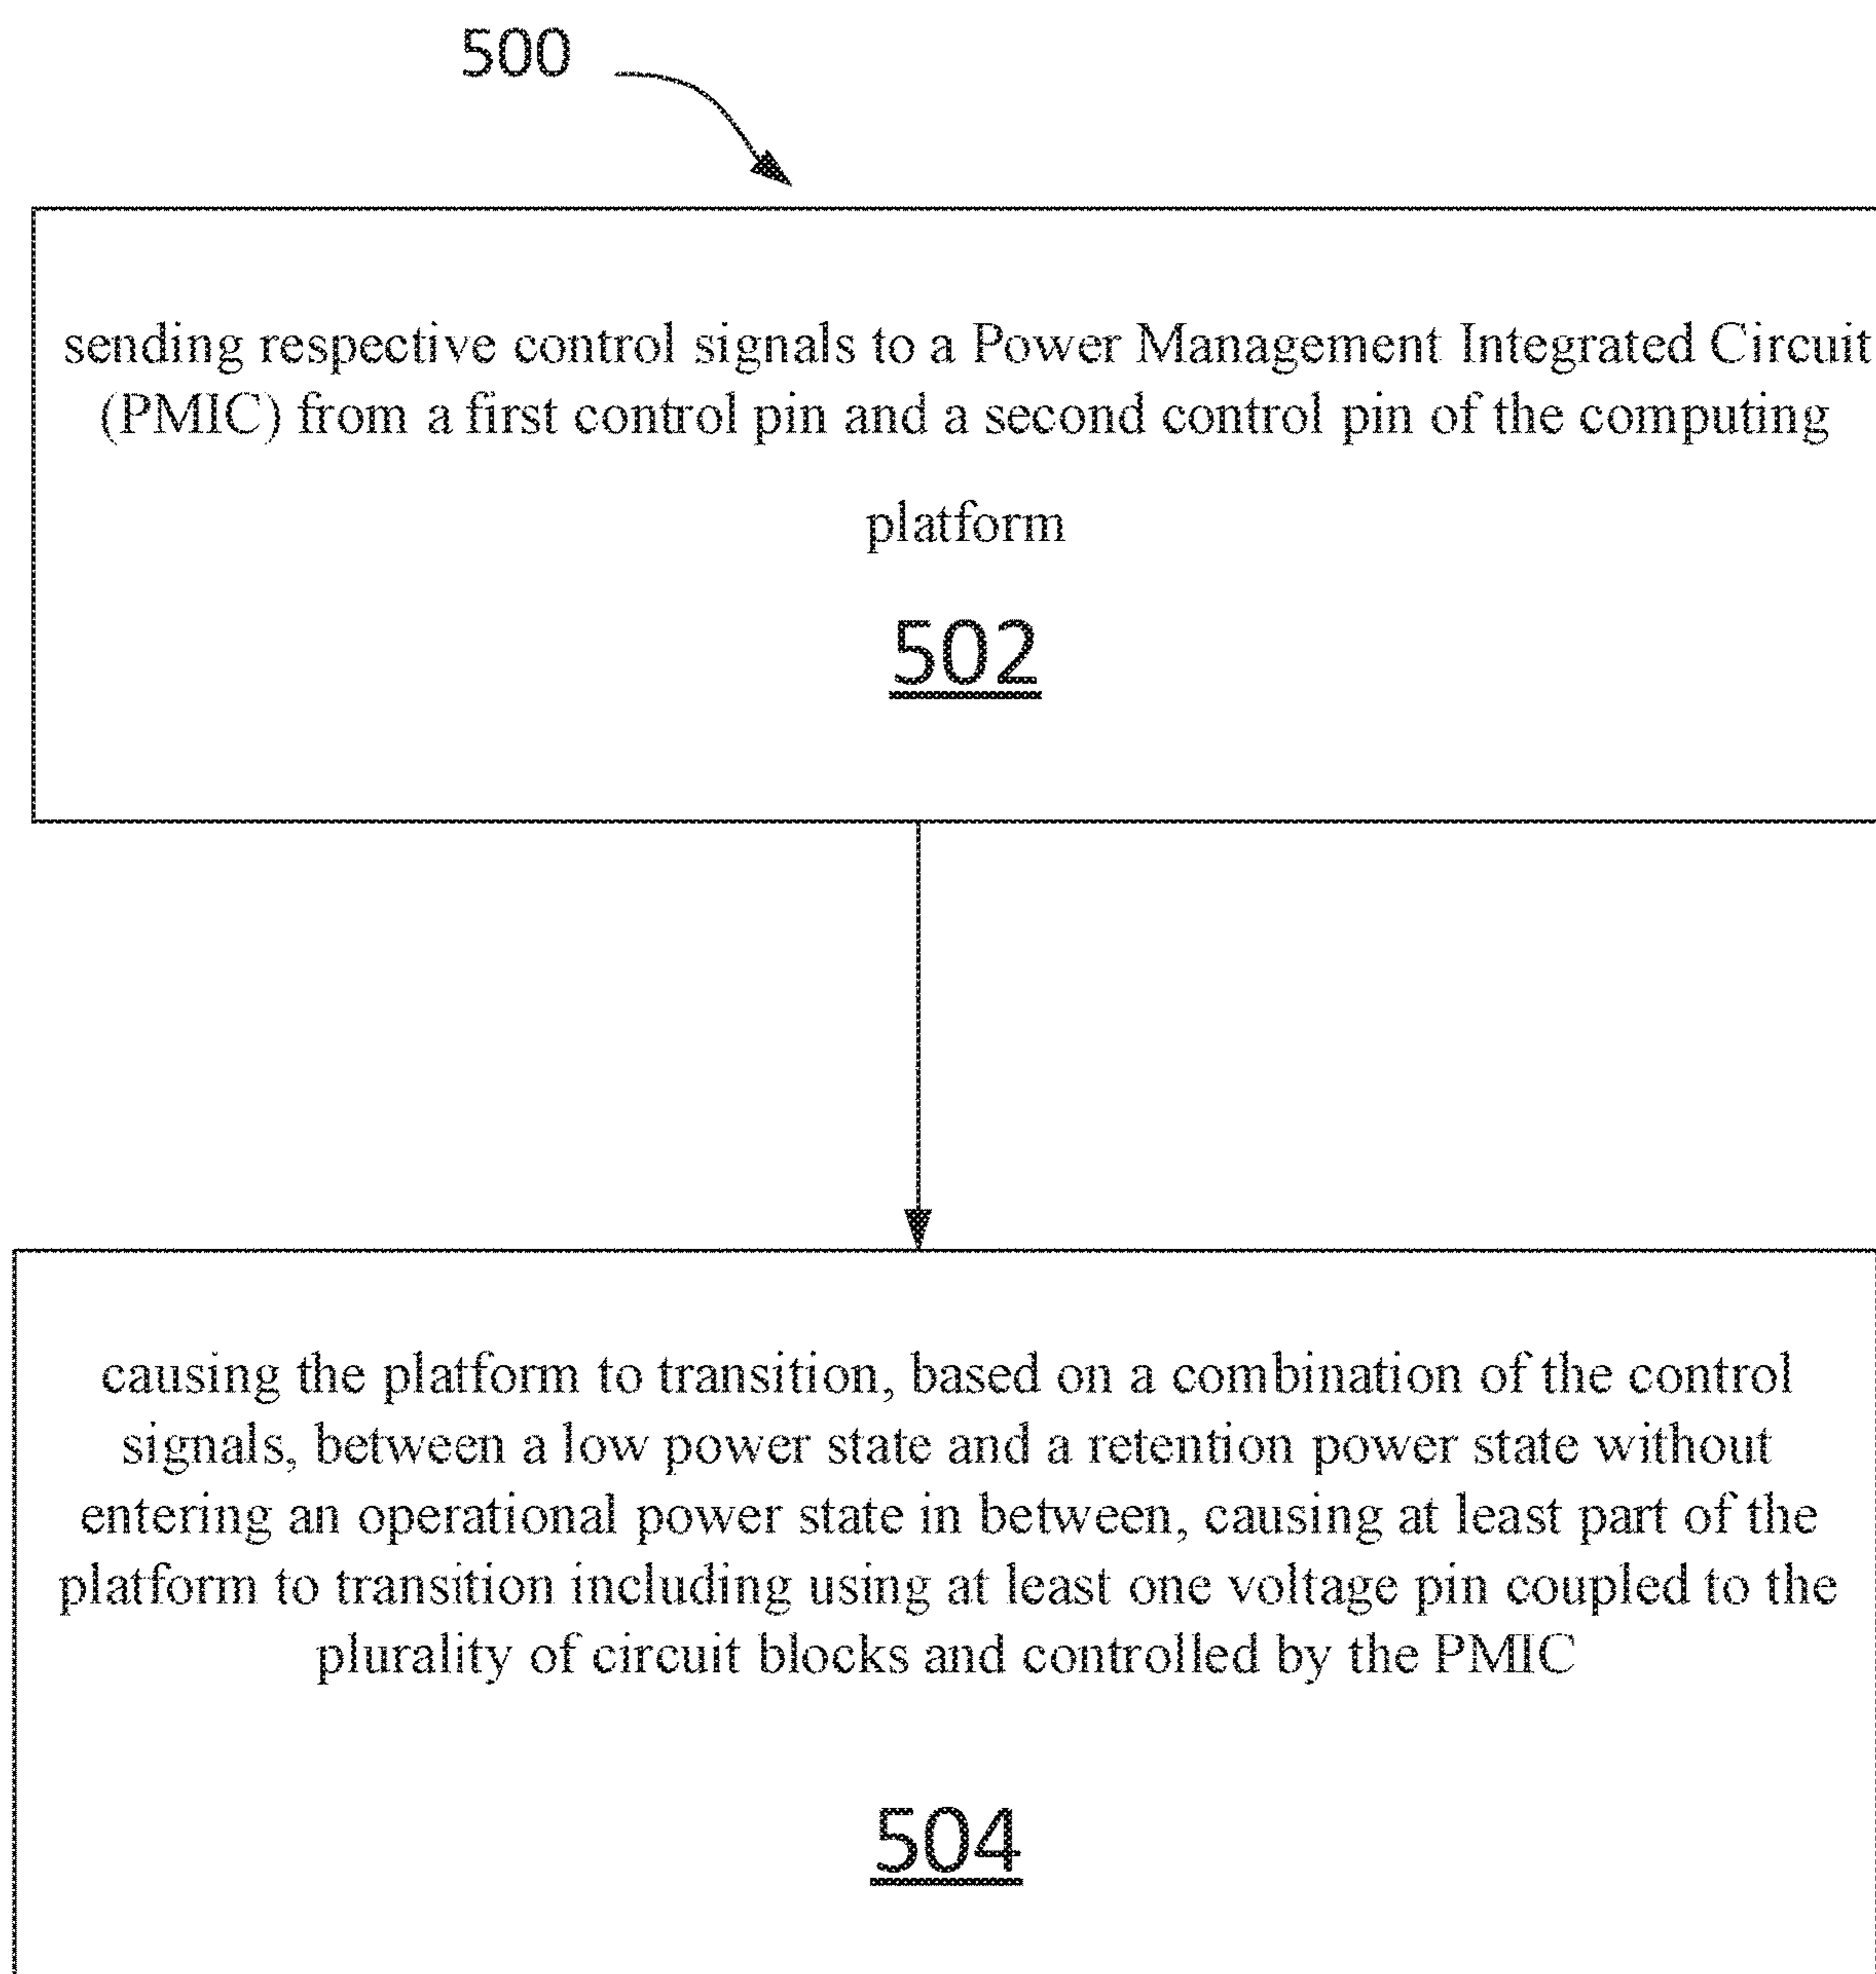 500
sending respective control signals to a Power Management Integrated Circuit
(PMIC) from a first control pin and a second control pin of the computing
platform
502
causing the platform to transition, based on a combination of the control
signals, between a low power state and a retention power state without
entering an operational power state in between, causing at least part of the
platform to transition including using at least one voltage pin coupled to the
plurality of circuit blocks and controlled by the PMIC
504